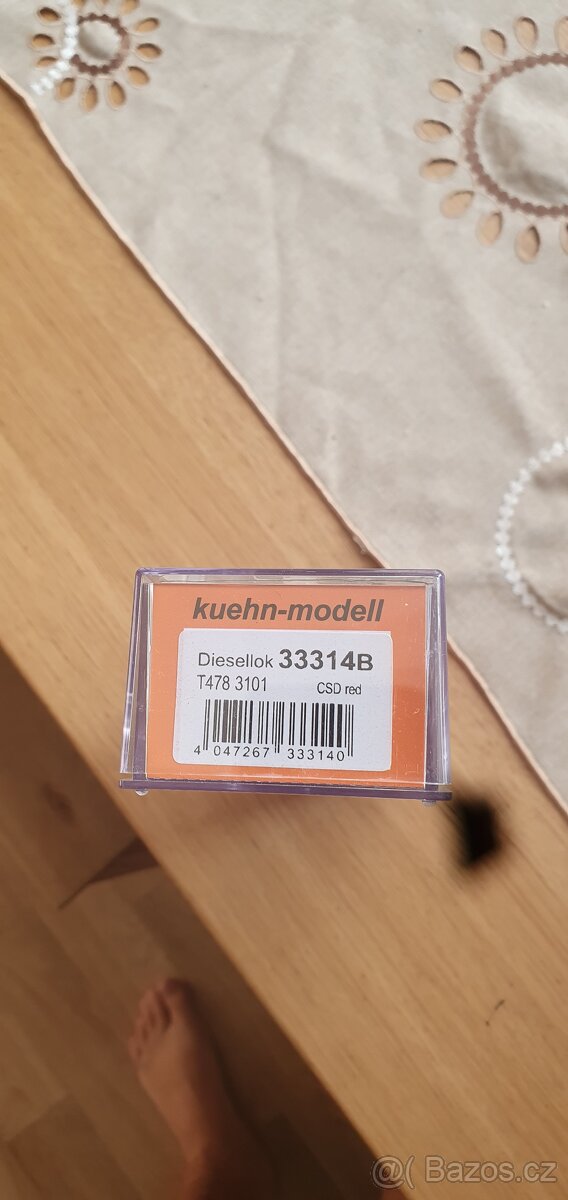 kuehn-modell
Diesellok 33314B
T478 3101 CSD red
4 047267 333140
@( Bazos.cz